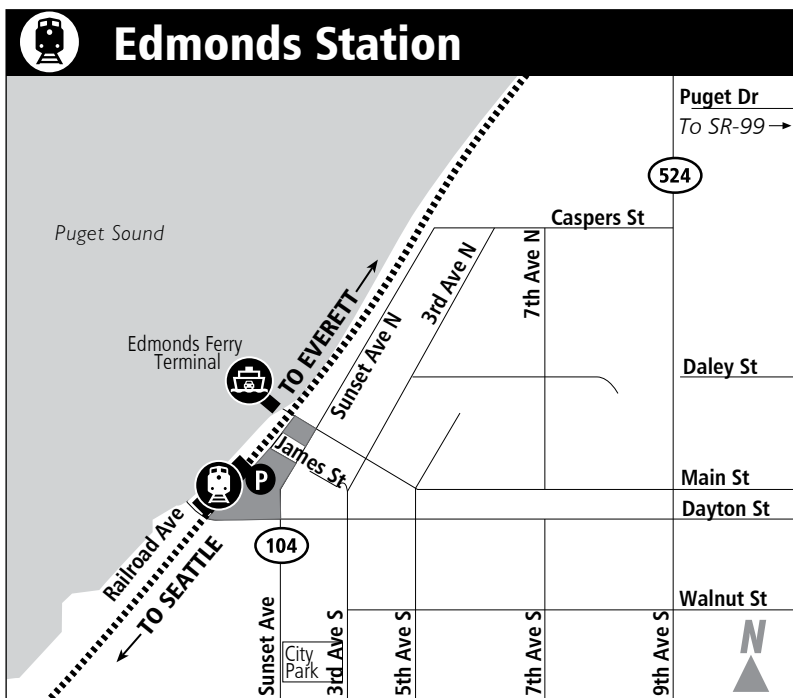 Edmonds Station
Puget Dr
To SR-99
524
Puget Sound
Caspers St
7th Ave N
3rd Ave N
TO EVERETT
Sunset Ave N
Edmonds Ferry
Terminal
Daley St
James St
P
Main St
Dayton St
Railroad Ave
104
TO SEATTLE
Walnut St
Sunset Ave
City
Park
3rd Ave S
5th Ave S
7th Ave S
9th Ave S
N